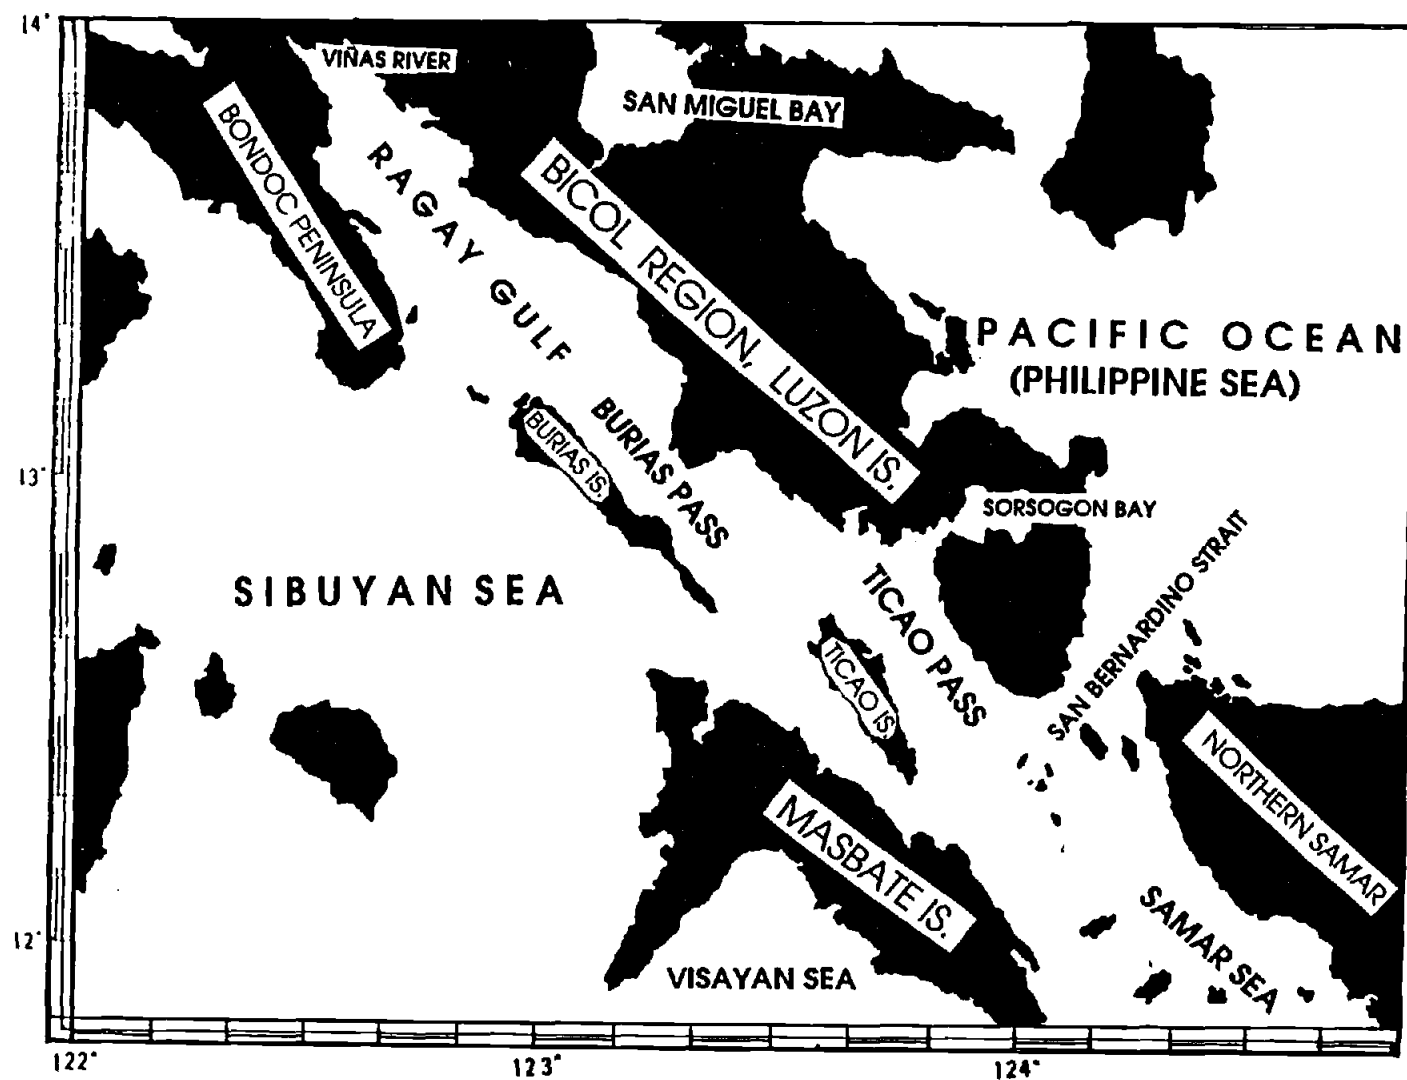 14°
VIÑAS RIVER
SAN MIGUEL BAY
BONDOC PENINSULA
RAGAY GULF
BICOL REGION, LUZON IS.
PACIFIC OCEAN
(PHILIPPINE SEA)
BURIAS IS.
BURIAS PASS
13°
SORSOGON BAY
SIBUYAN SEA
TICAO PASS
SAN BERNARDINO STRAIT
TICAO IS.
NORTHERN SAMAR
MASBATE IS.
12°
VISAYAN SEA
SAMAR SEA
122°
123°
124°